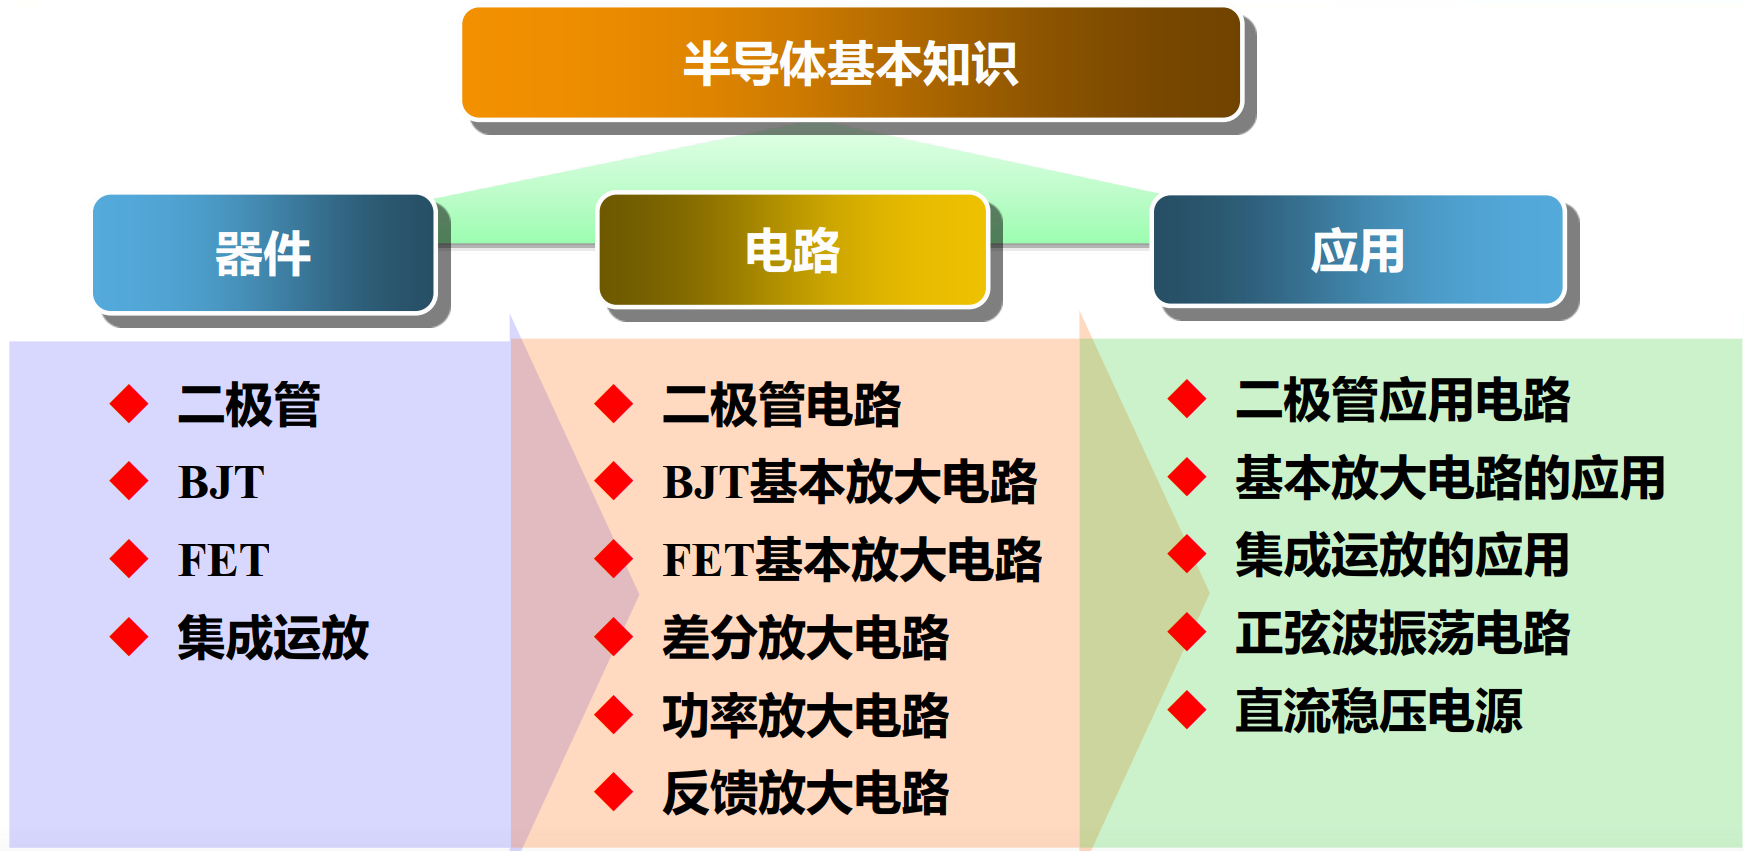 半导体基本知识
器件
电路
应用
二极管
BJT
FET
集成运放
二极管电路
BJT基本放大电路
FET基本放大电路
差分放大电路
功率放大电路
反馈放大电路
二极管应用电路
基本放大电路的应用
集成运放的应用
正弦波振荡电路
直流稳压电源